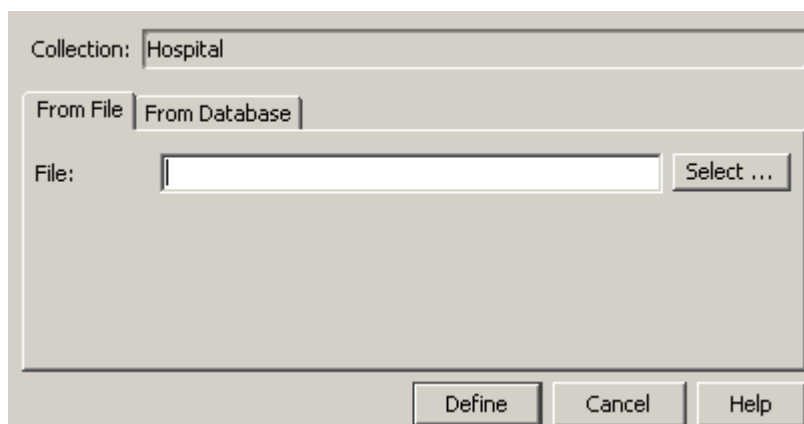 Collection: Hospital
From File From Database
File: Select ...
Define Cancel Help